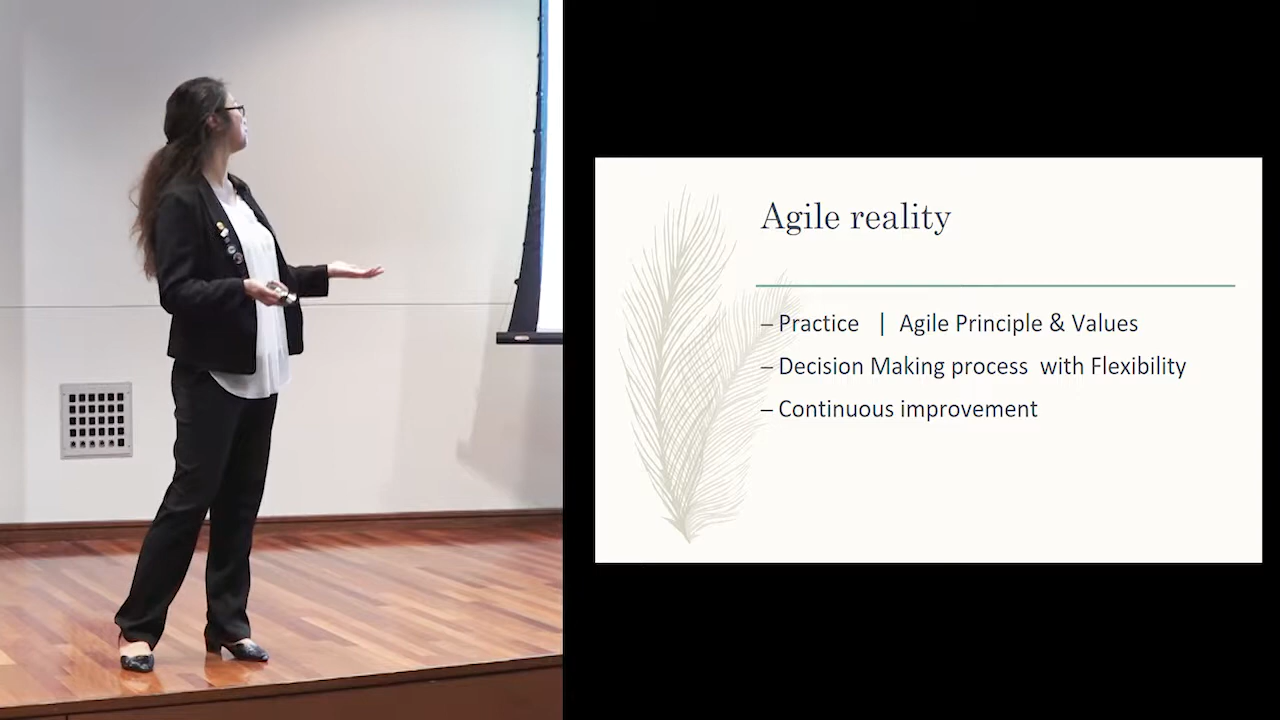 Agile reality
– Practice | Agile Principle & Values
– Decision Making process with Flexibility
– Continuous improvement